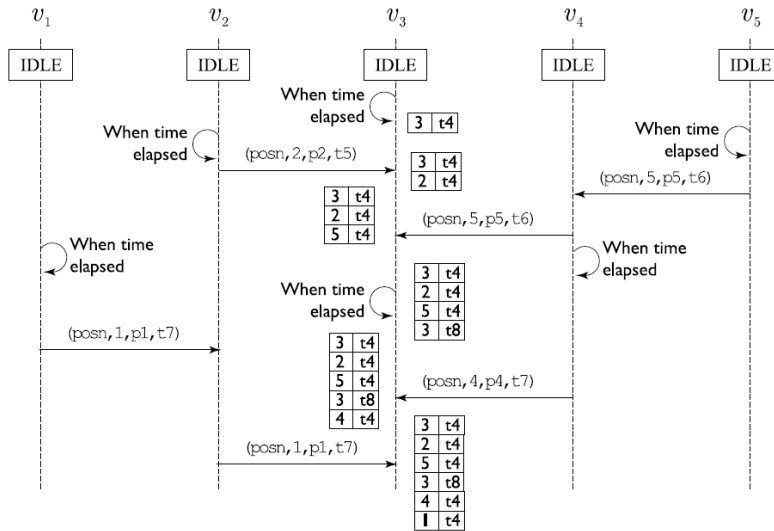 v1 v2 v3 v4 v5
IDLE IDLE IDLE IDLE IDLE
When time
elapsed
3 t4
When time
elapsed
(posn,2,p2,t5)
3 t4
2 t4
When time
elapsed
(posn,5,p5,t6)
3 t4
2 t4
5 t4
(posn,5,p5,t6)
When time
elapsed
When time
elapsed
When time
elapsed
3 t4
2 t4
5 t4
3 t8
(posn,1,p1,t7)
3 t4
2 t4
5 t4
3 t8
4 t4
(posn,4,p4,t7)
(posn,1,p1,t7)
3 t4
2 t4
5 t4
3 t8
4 t4
1 t4